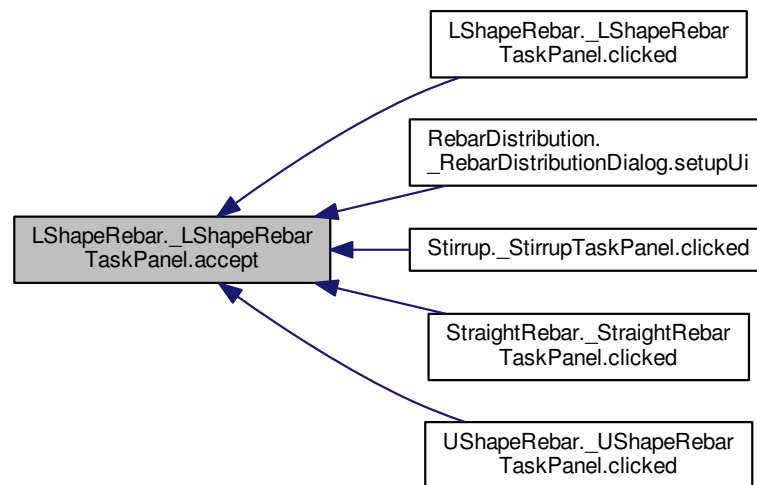 LShapeRebar._LShapeRebar
TaskPanel.clicked
RebarDistribution.
_RebarDistributionDialog.setupUi
LShapeRebar._LShapeRebar
TaskPanel.accept
Stirrup._StirrupTaskPanel.clicked
StraightRebar._StraightRebar
TaskPanel.clicked
UShapeRebar._UShapeRebar
TaskPanel.clicked